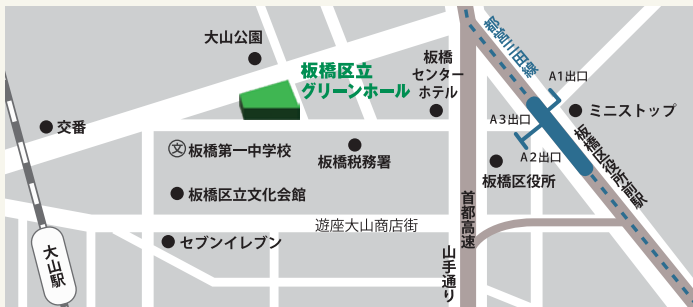 都営三田線
大山公園
板橋
センター
ホテル
板橋区立
グリーンホール
A1出口
ミニストップ
A3出口
交番
文
板橋第一中学校
板橋税務署
A2出口
板橋区役所前駅
板橋区役所
板橋区立文化会館
首都高速
遊座大山商店街
セブンイレブン
大山駅
山手通り